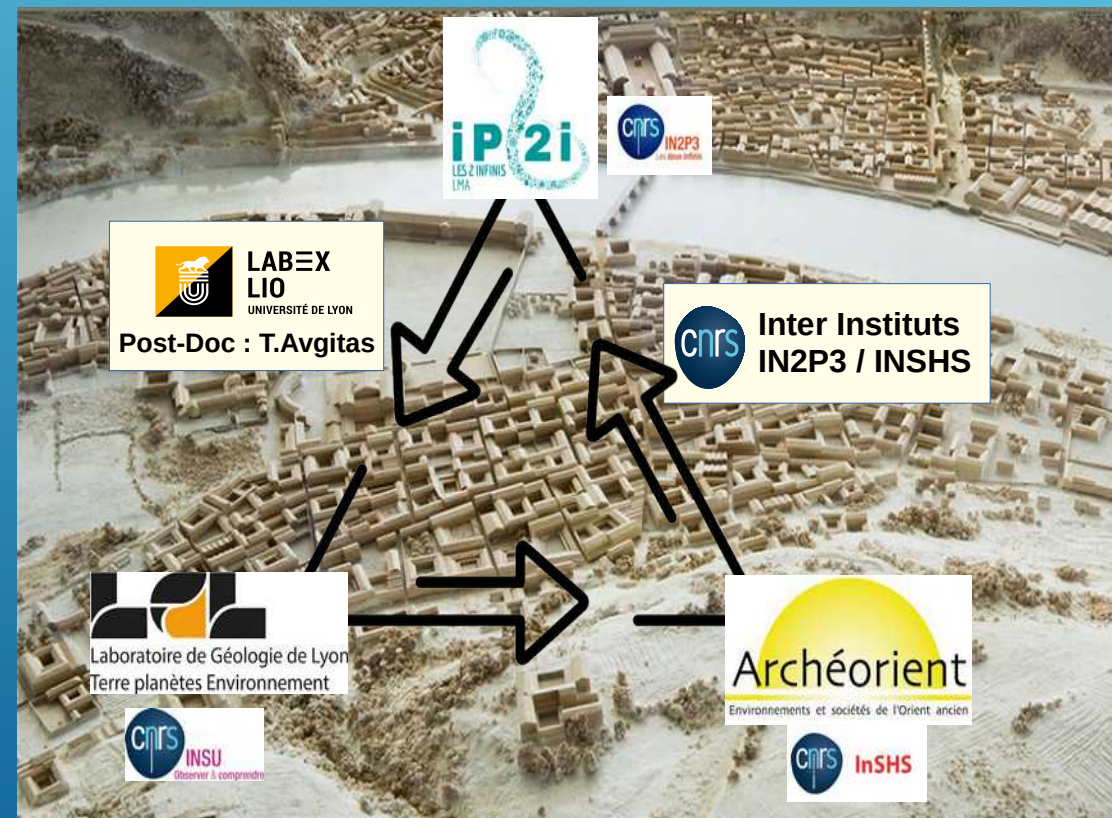 iP2i
LES 2 INFINIS
LMA
cnrs
IN2P3
Les deux infinis
LABEX
LIO
UNIVERSITÉ DE LYON
Post-Doc : T.Avgitas
cnrs
Inter Instituts
IN2P3 / INSHS
LGL
Laboratoire de Géologie de Lyon
Terre planètes Environnement
cnrs
INSU
Observer & comprendre
Archéorient
Environnements et sociétés de l'Orient ancien
cnrs
InSHS